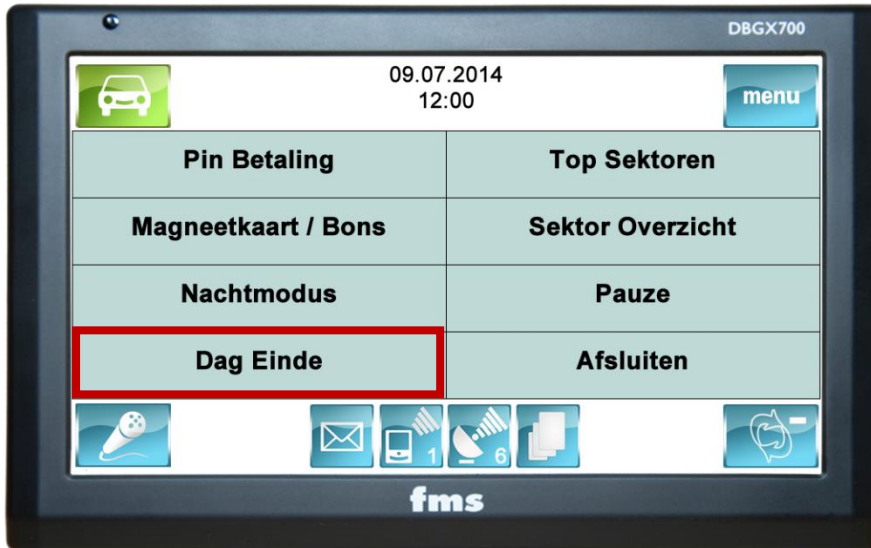 DBGX700
09.07.2014
12:00
menu
Pin Betaling
Top Sektoren
Magneetkaart / Bons
Sektor Overzicht
Nachtmodus
Pauze
Dag Einde
Afsluiten
1
6
fms